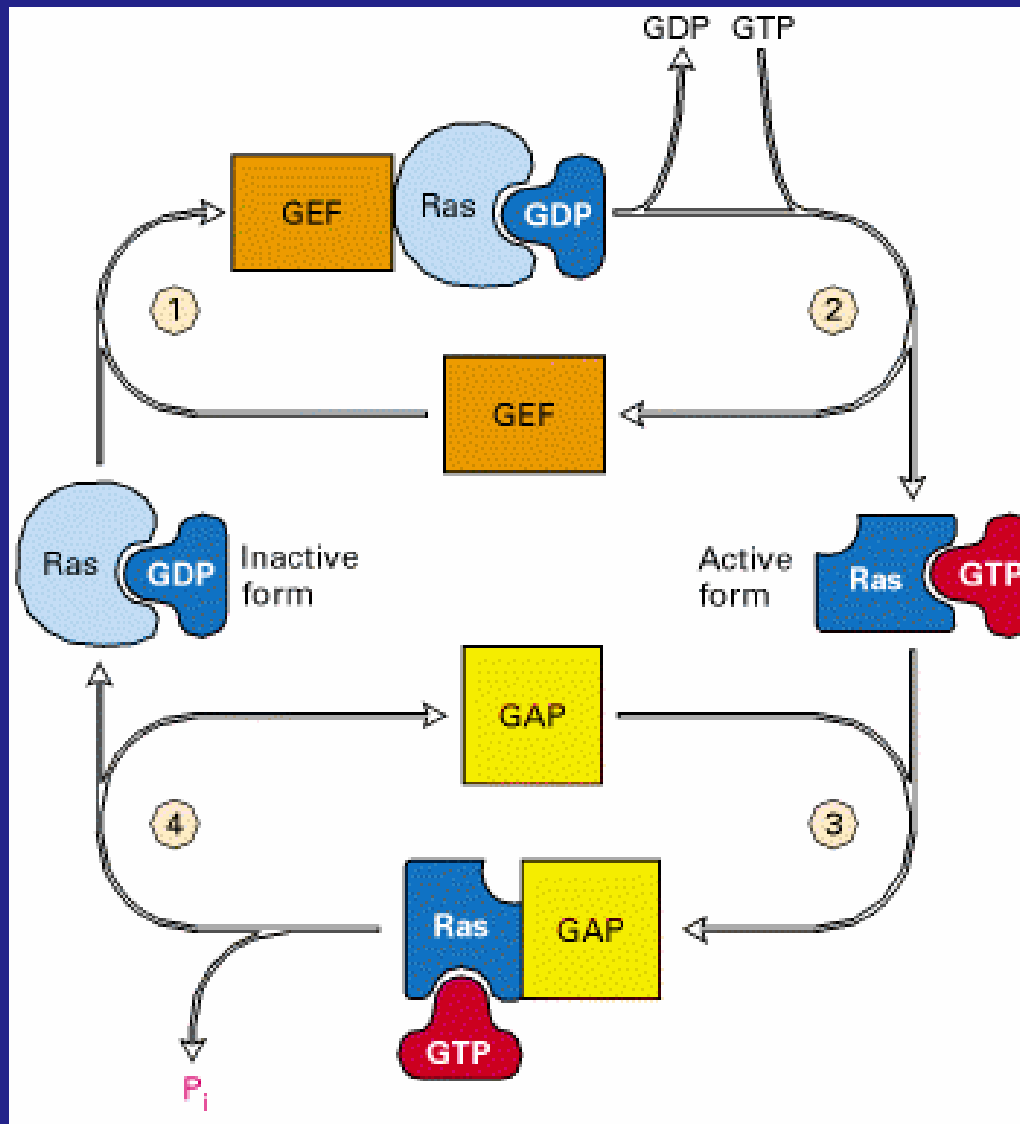 GDP GTP
GEF
Ras
GDP
1
2
GEF
Ras
GDP
Inactive
form
Active
form
Ras
GTP
GAP
4
3
Ras
GAP
GTP
Pi